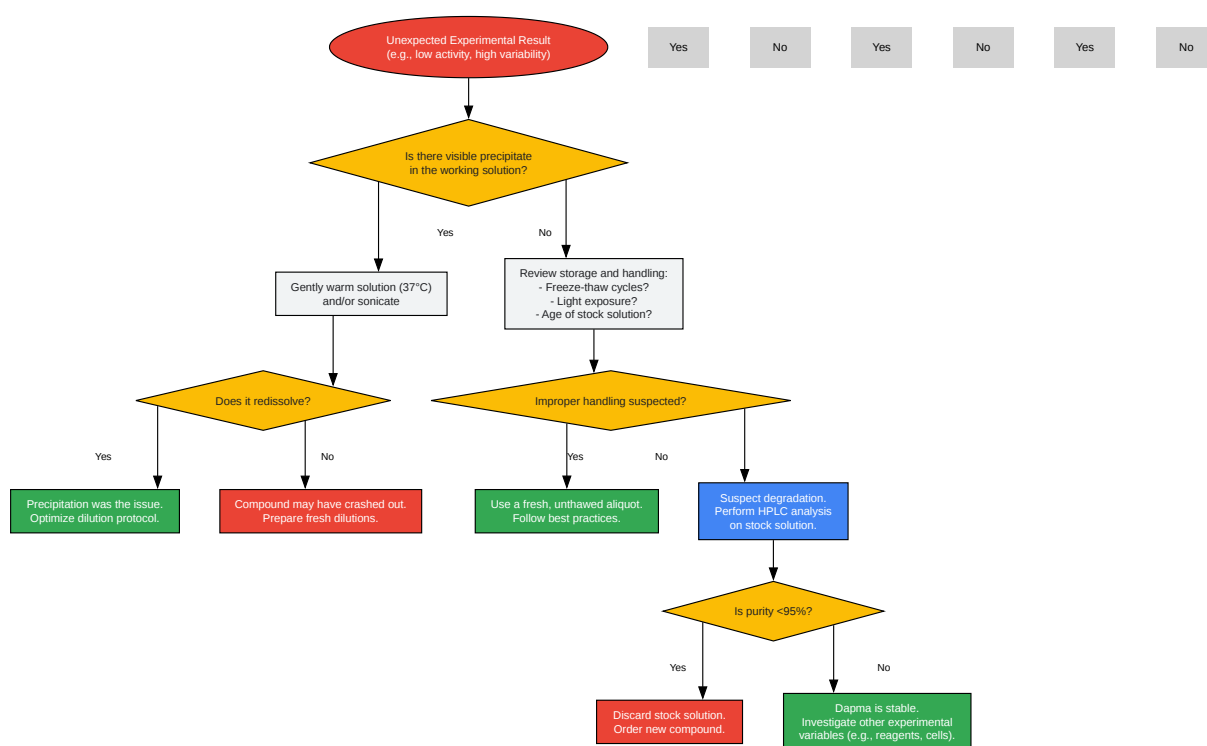 Unexpected Experimental Result
(e.g., low activity, high variability)
Yes
No
Yes
No
Yes
No
Is there visible precipitate
in the working solution?
Yes
No
Gently warm solution (37°C)
and/or sonicate
Review storage and handling:
- Freeze-thaw cycles?
- Light exposure?
- Age of stock solution?
Does it redissolve?
Improper handling suspected?
Yes
No
Yes
No
Precipitation was the issue.
Optimize dilution protocol.
Compound may have crashed out.
Prepare fresh dilutions.
Use a fresh, unthawed aliquot.
Follow best practices.
Suspect degradation.
Perform HPLC analysis
on stock solution.
Is purity <95%?
Yes
No
Discard stock solution.
Order new compound.
Dapma is stable.
Investigate other experimental
variables (e.g., reagents, cells).